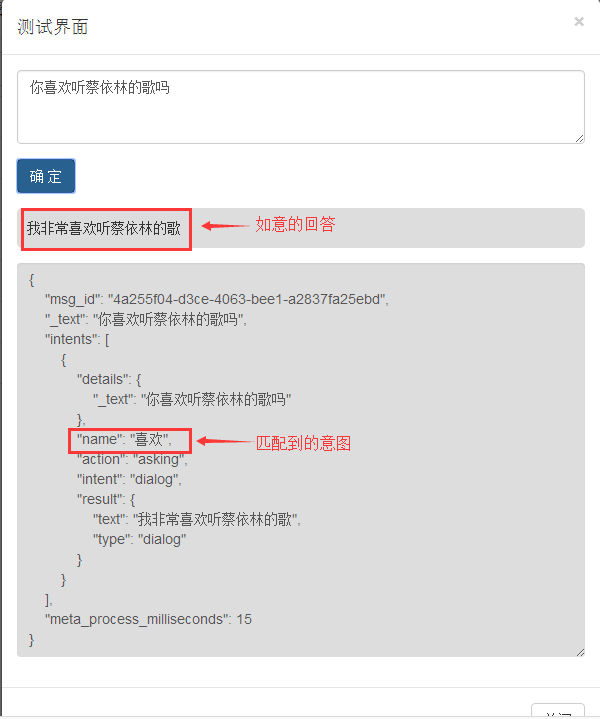 测试界面
×
你喜欢听蔡依林的歌吗
确 定
我非常喜欢听蔡依林的歌 如意的回答
{
"msg_id": "4a255f04-d3ce-4063-bee1-a2837fa25ebd",
"_text": "你喜欢听蔡依林的歌吗",
"intents": [
{
"details": {
"_text": "你喜欢听蔡依林的歌吗"
},
"name": "喜欢", 匹配到的意图
"action": "asking",
"intent": "dialog",
"result": {
"text": "我非常喜欢听蔡依林的歌",
"type": "dialog"
}
}
],
"meta_process_milliseconds": 15
}